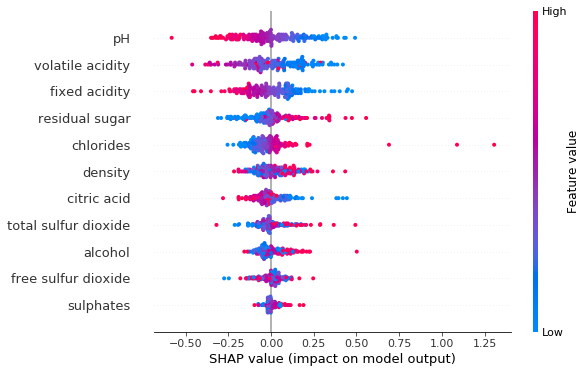 High
pH
volatile acidity
fixed acidity
residual sugar
chlorides
density
citric acid
total sulfur dioxide
alcohol
free sulfur dioxide
sulphates
Feature value
Low
−0.50 −0.25 0.00 0.25 0.50 0.75 1.00 1.25
SHAP value (impact on model output)